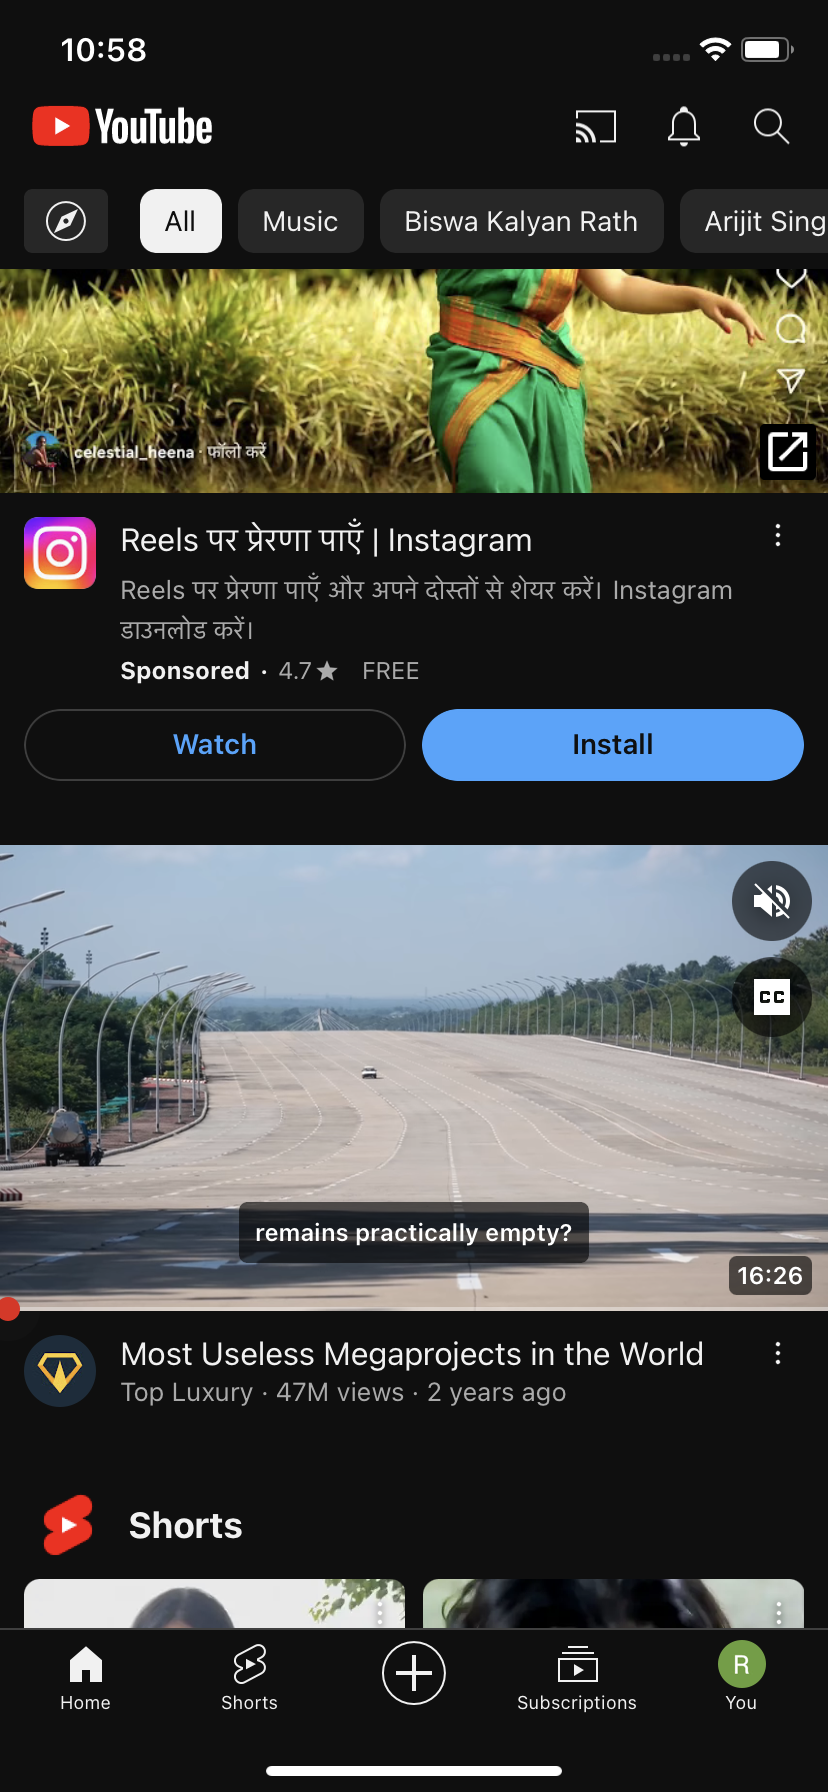 10:58
YouTube
All Music Biswa Kalyan Rath Arijit Sing
celestial_heena · फॉलो करें
Reels पर प्रेरणा पाएँ | Instagram
Reels पर प्रेरणा पाएँ और अपने दोस्तों से शेयर करें। Instagram
डाउनलोड करें।
Sponsored · 4.7★ FREE
Watch Install
CC
remains practically empty?
16:26
Most Useless Megaprojects in the World
Top Luxury · 47M views · 2 years ago
Shorts
R
Home Shorts Subscriptions You